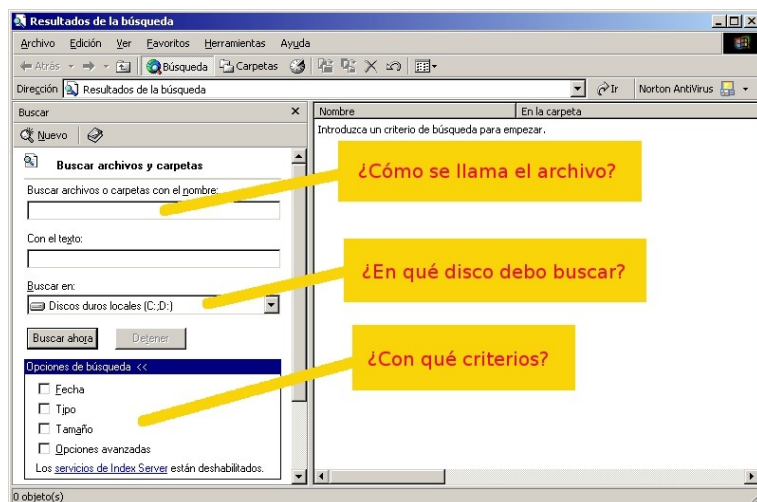 Resultados de la búsqueda
Archivo Edición Ver Favoritos Herramientas Ayuda
Atrás Búsqueda Carpetas
Dirección Resultados de la búsqueda Ir Norton AntiVirus
Buscar
Nombre En la carpeta
Nuevo
Introduzca un criterio de búsqueda para empezar.
Buscar archivos y carpetas
¿Cómo se llama el archivo?
Buscar archivos o carpetas con el nombre:
Con el texto:
¿En qué disco debo buscar?
Buscar en:
Discos duros locales (C:;D:)
Buscar ahora Detener
¿Con qué criterios?
Opciones de búsqueda <<
Fecha
Tipo
Tamaño
Opciones avanzadas
Los servicios de Index Server están deshabilitados.
0 objeto(s)